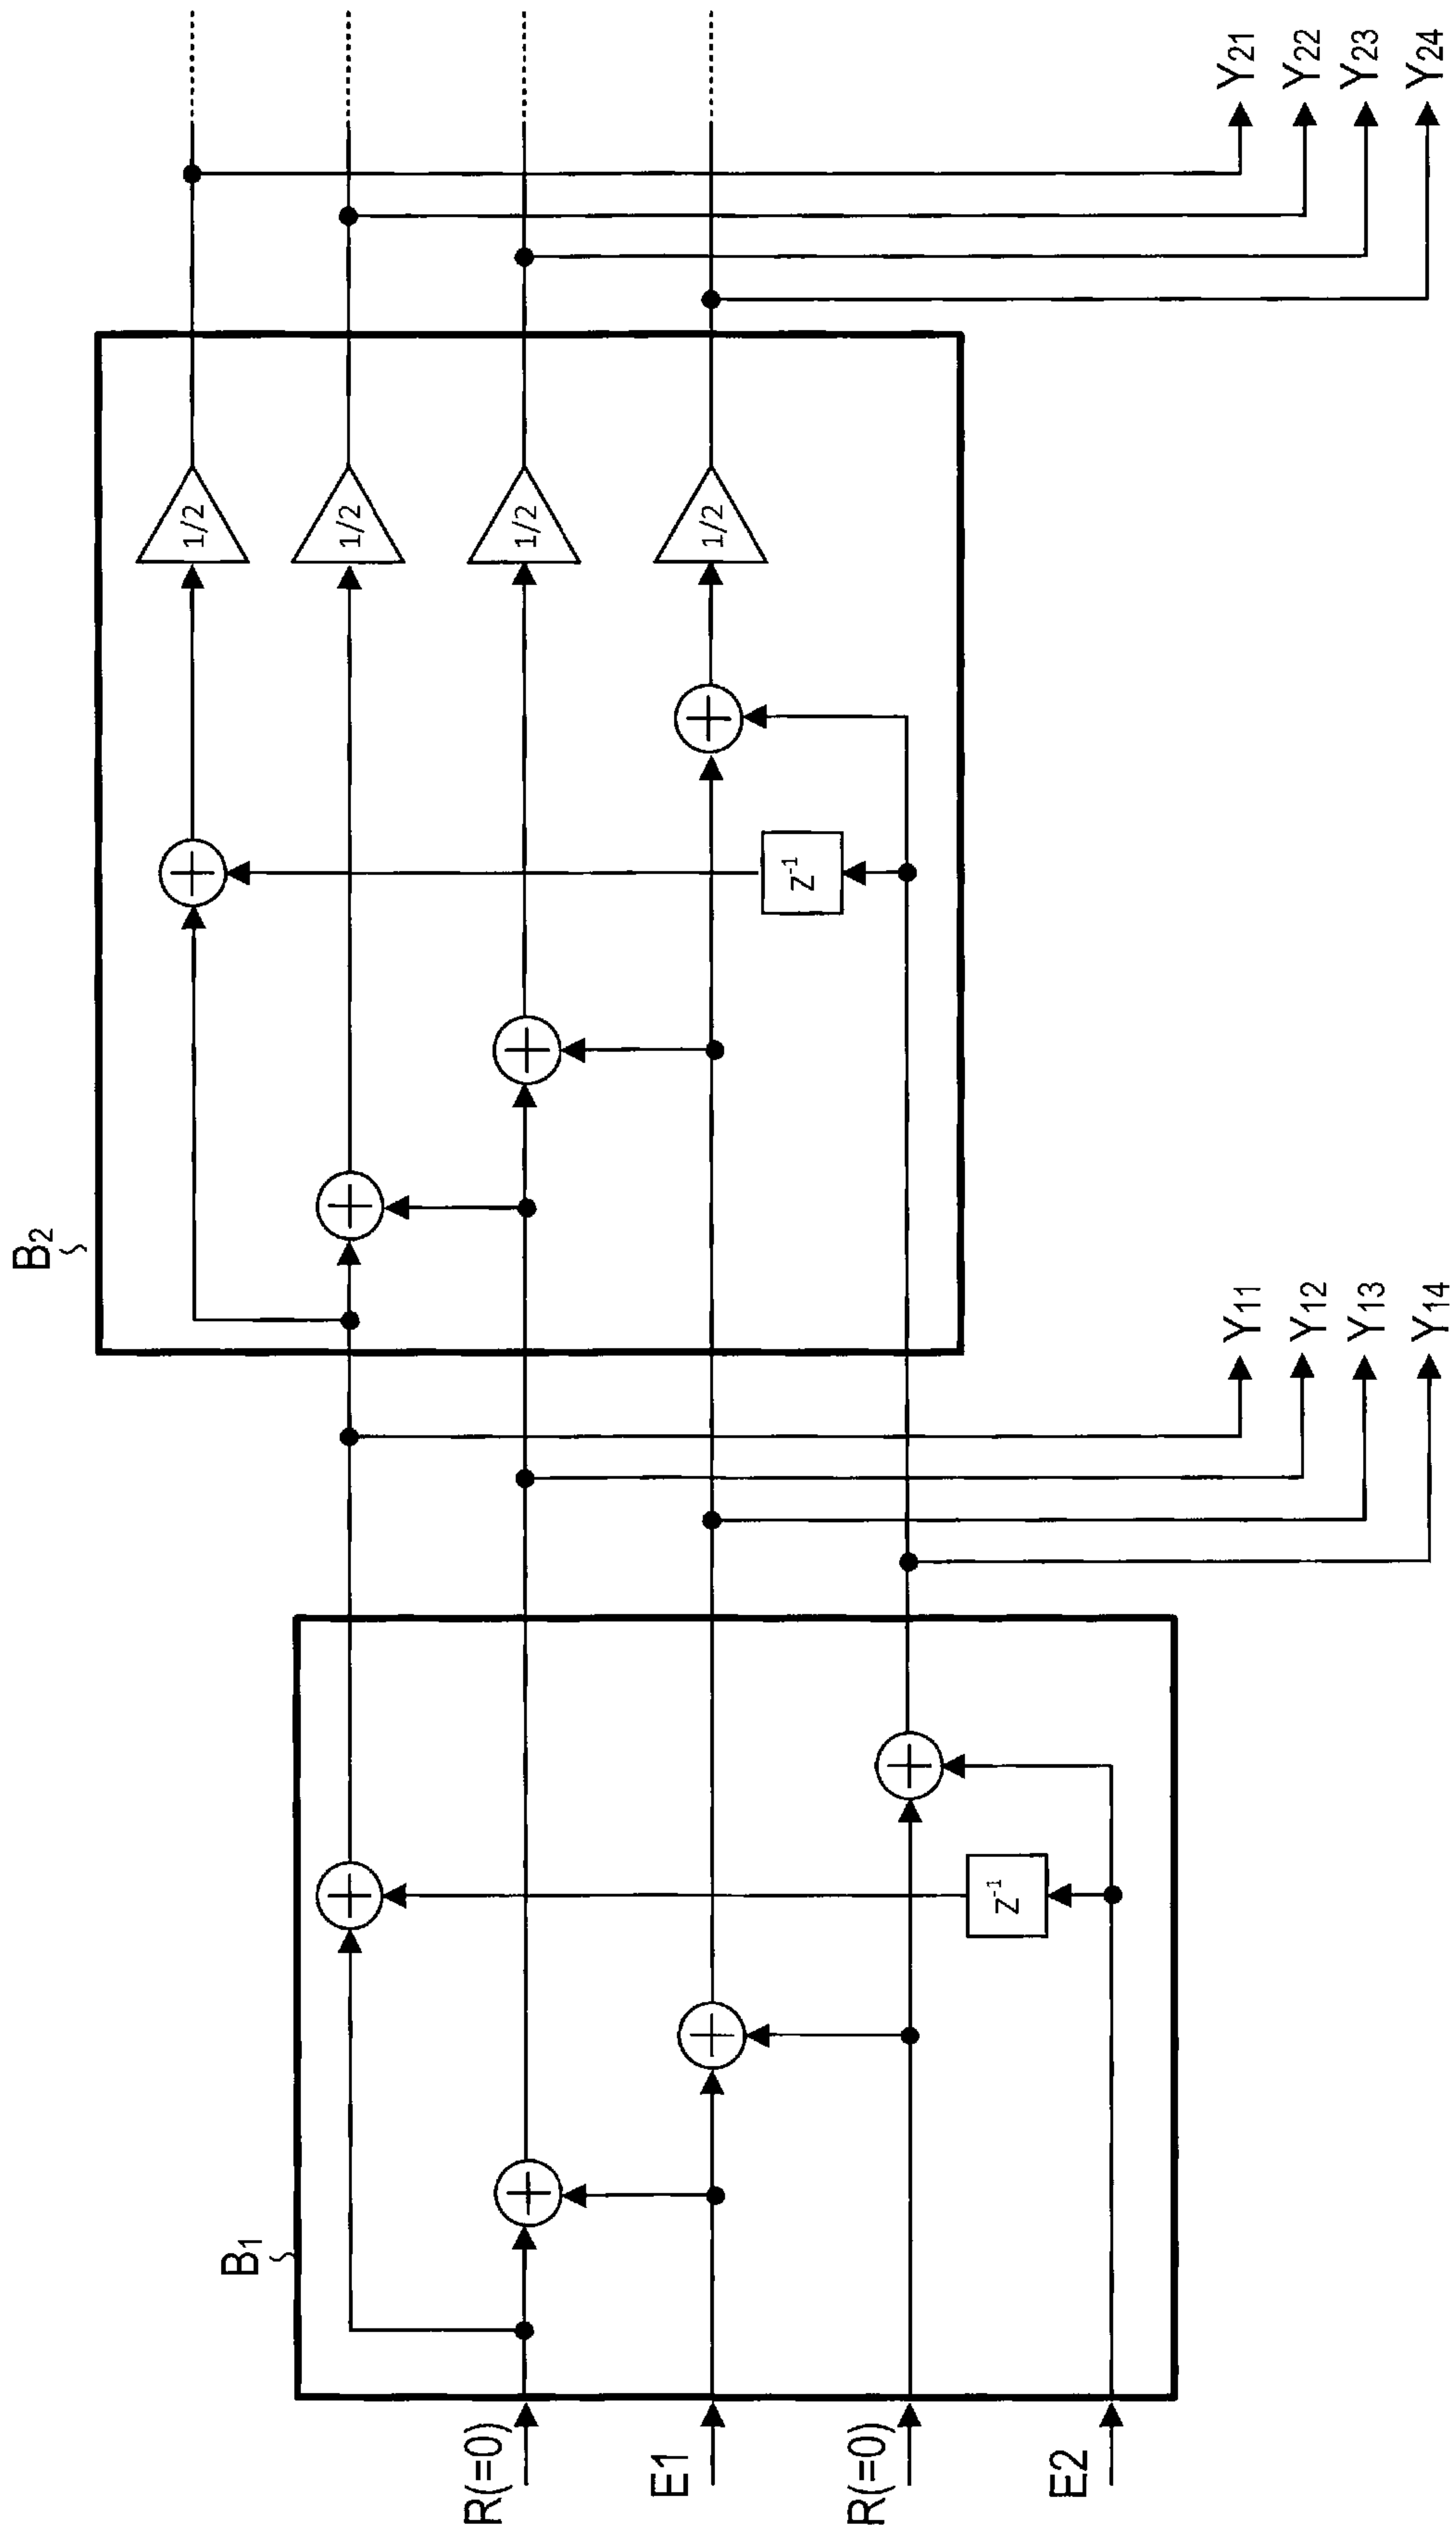 R(=0)
E1
R(=0)
E2
B1
Z-1
Y11
Y12
Y13
Y14
B2
Z-1
1/2
1/2
1/2
1/2
Y21
Y22
Y23
Y24